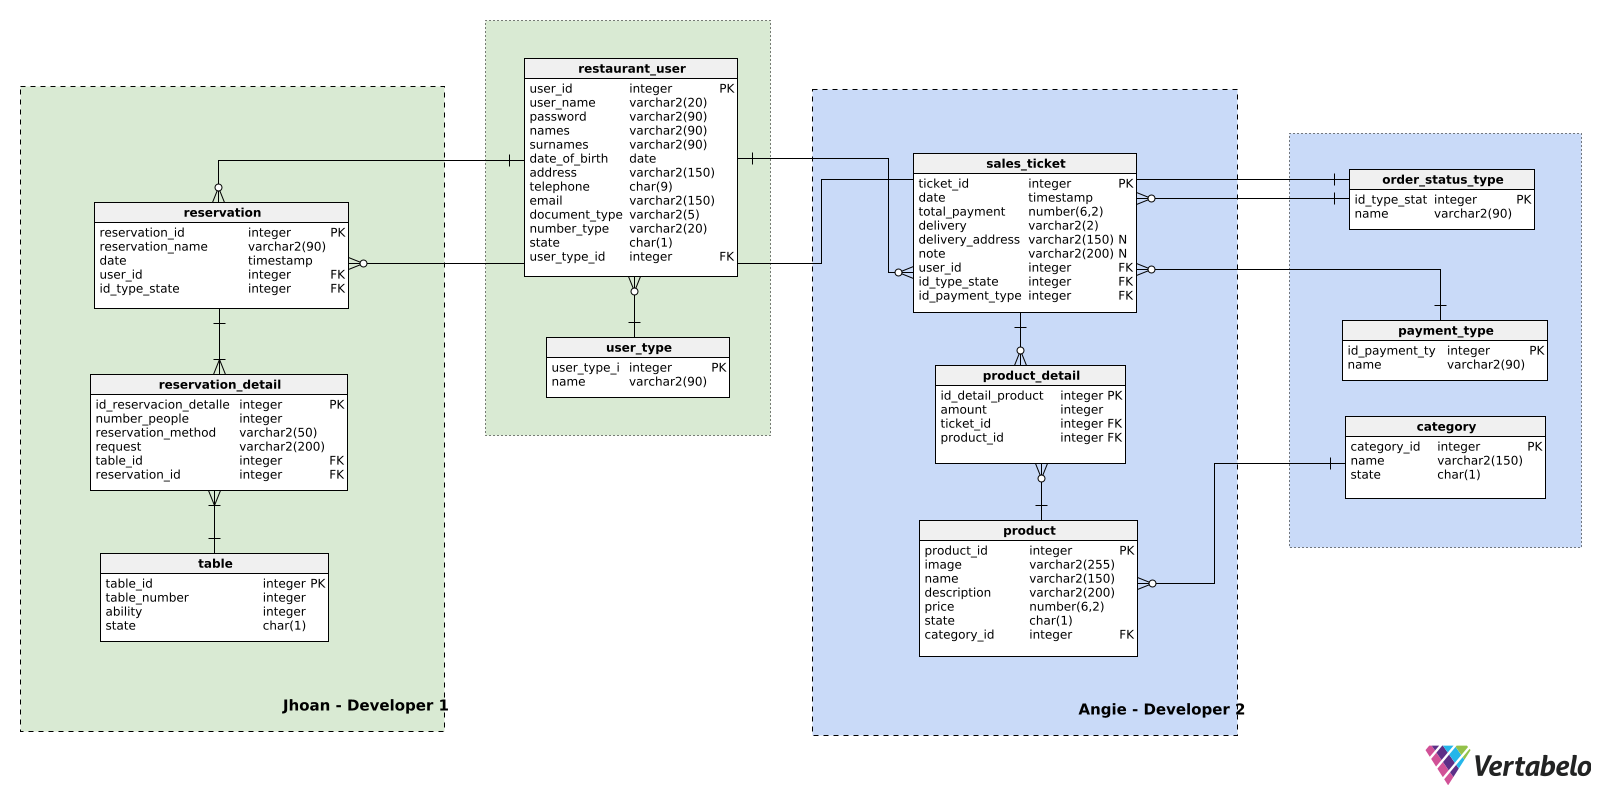 restaurant_user
user_id integer PK
user_name varchar2(20)
password varchar2(90)
names varchar2(90)
surnames varchar2(90)
date_of_birth date
address varchar2(150)
telephone char(9)
email varchar2(150)
document_type varchar2(5)
number_type varchar2(20)
state char(1)
user_type_id integer FK
user_type
user_type_i integer PK
name varchar2(90)
reservation
reservation_id integer PK
reservation_name varchar2(90)
date timestamp
user_id integer FK
id_type_state integer FK
reservation_detail
id_reservacion_detalle integer PK
number_people integer
reservation_method varchar2(50)
request varchar2(200)
table_id integer FK
reservation_id integer FK
table
table_id integer PK
table_number integer
ability integer
state char(1)
Jhoan - Developer 1
sales_ticket
ticket_id integer PK
date timestamp
total_payment number(6,2)
delivery varchar2(2)
delivery_address varchar2(150) N
note varchar2(200) N
user_id integer FK
id_type_state integer FK
id_payment_type integer FK
product_detail
id_detail_product integer PK
amount integer
ticket_id integer FK
product_id integer FK
product
product_id integer PK
image varchar2(255)
name varchar2(150)
description varchar2(200)
price number(6,2)
state char(1)
category_id integer FK
Angie - Developer 2
order_status_type
id_type_stat integer PK
name varchar2(90)
payment_type
id_payment_ty integer PK
name varchar2(90)
category
category_id integer PK
name varchar2(150)
state char(1)
Vertabelo